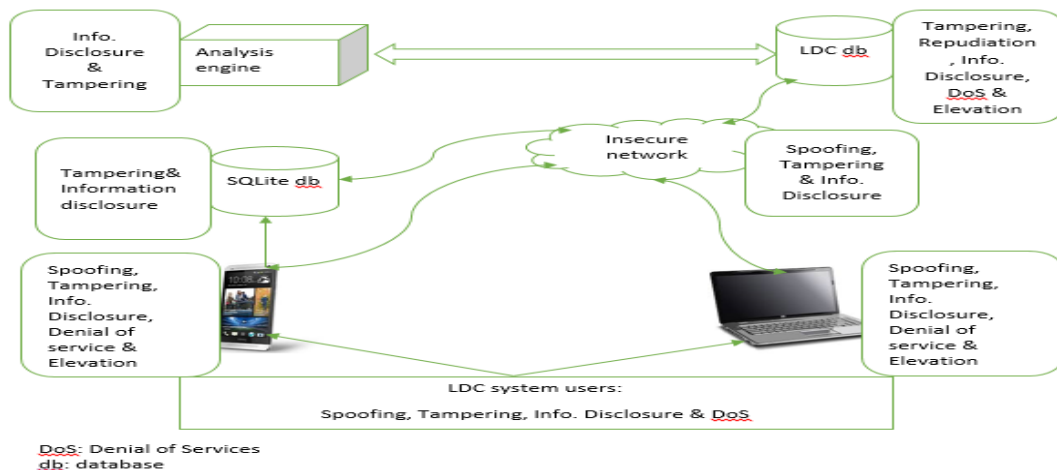 Info.
Disclosure
&
Tampering
Analysis
engine
LDC db
Tampering,
Repudiation
, Info.
Disclosure,
DoS &
Elevation
Insecure
network
Spoofing,
Tampering
& Info.
Disclosure
Tampering&
Information
disclosure
SQLite db
Spoofing,
Tampering,
Info.
Disclosure,
Denial of
service &
Elevation
10:08
Spoofing,
Tampering,
Info.
Disclosure,
Denial of
service &
Elevation
LDC system users:
Spoofing, Tampering, Info. Disclosure & DoS
DoS: Denial of Services
db: database